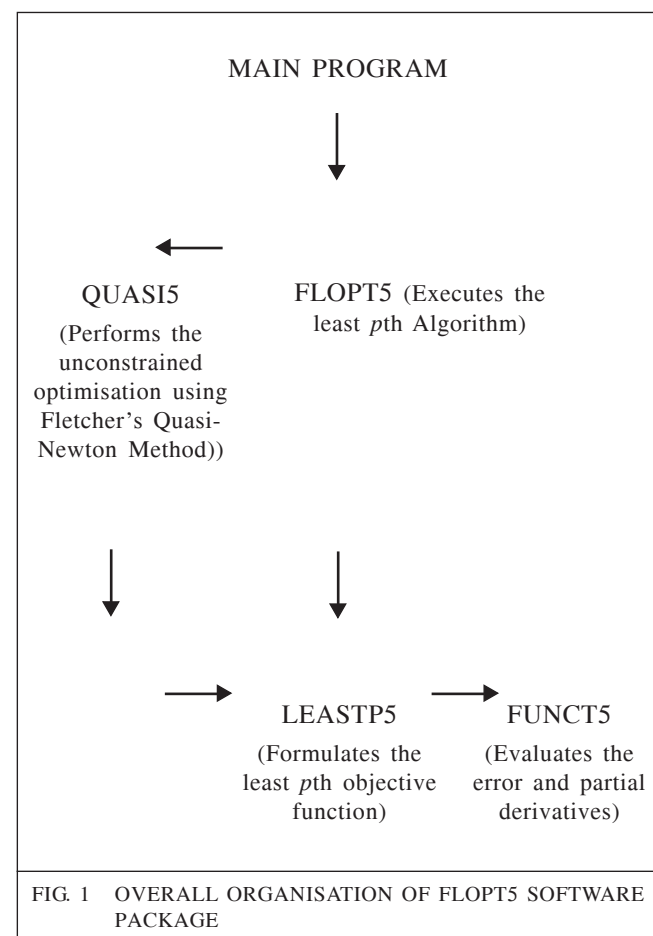 MAIN PROGRAM
QUASI5
(Performs the
unconstrained
optimisation using
Fletcher's Quasi-
Newton Method))
FLOPT5 (Executes the
least pth Algorithm)
LEASTP5
(Formulates the
least pth objective
function)
FUNCT5
(Evaluates the
error and partial
derivatives)
FIG. 1 OVERALL ORGANISATION OF FLOPT5 SOFTWARE
PACKAGE